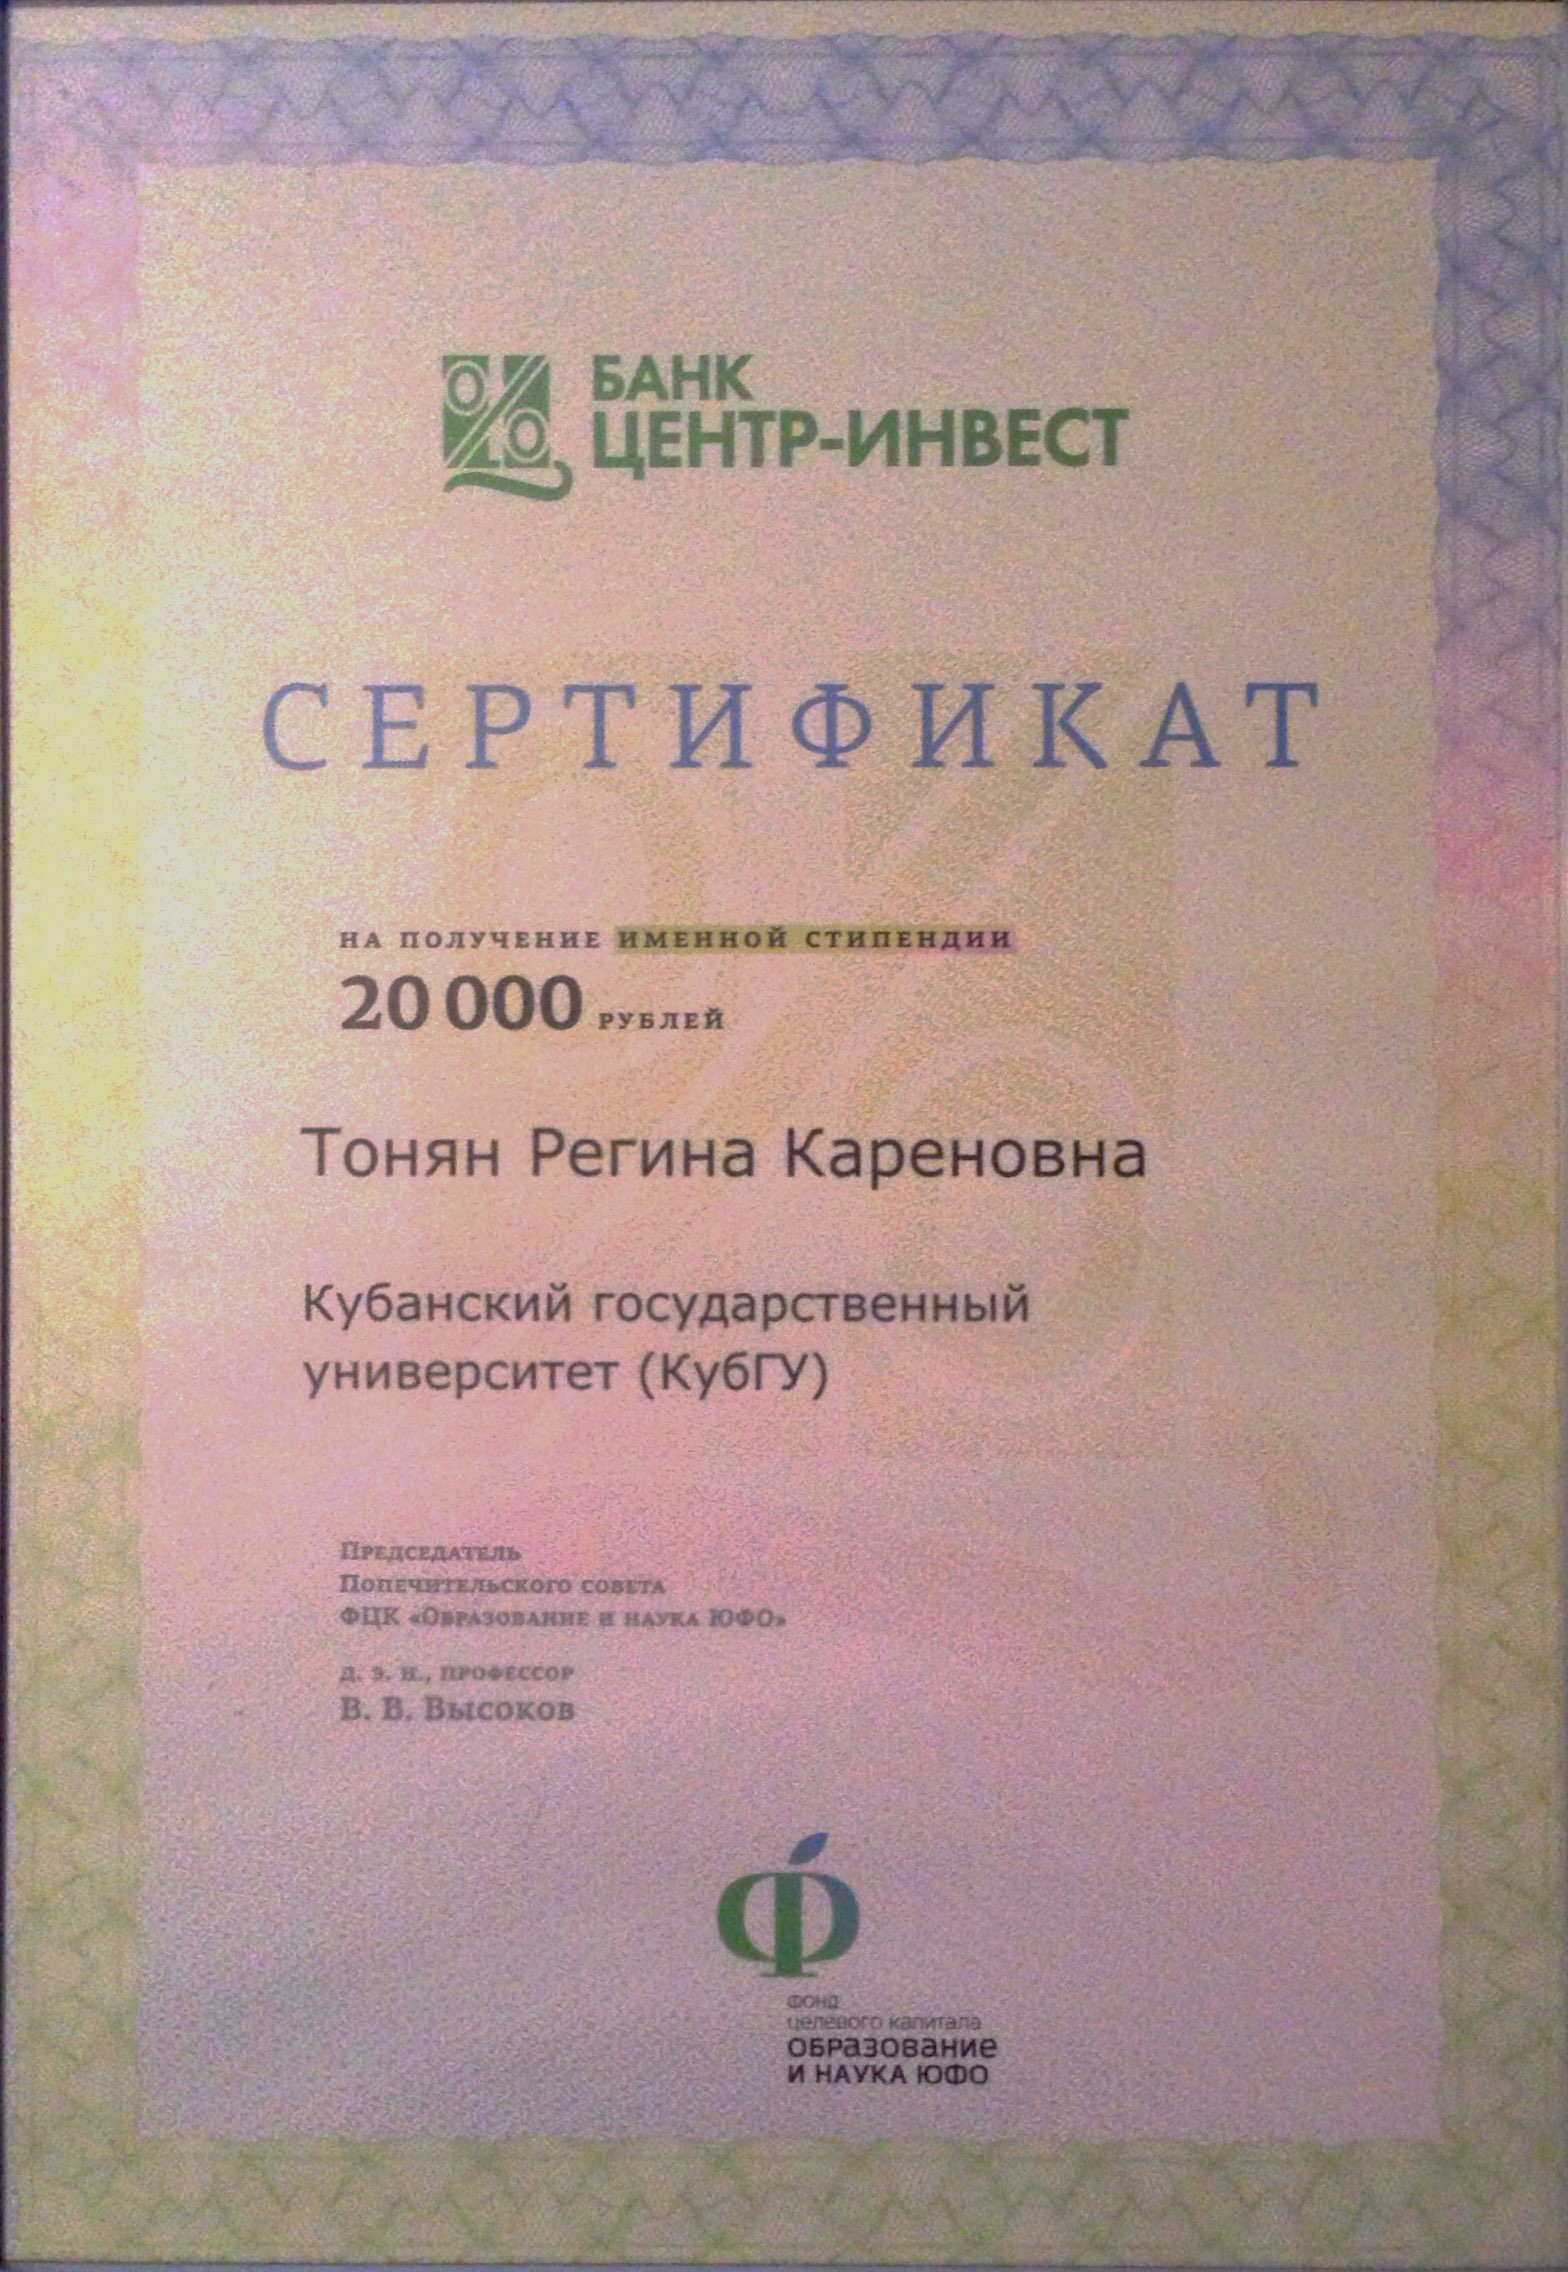 БАНК
ЦЕНТР-ИНВЕСТ
СЕРТИФИКАТ
НА ПОЛУЧЕНИЕ ИМЕННОЙ СТИПЕНДИИ
20 000 РУБЛЕЙ
Тонян Регина Кареновна
Кубанский государственный
университет (КубГУ)
Председатель
Попечительского совета
ФЦК «Образование и наука ЮФО»
д. э. н., профессор
В. В. Высоков
Ф
ФОНД
целевого капитала
ОБРАЗОВАНИЕ
И НАУКА ЮФО